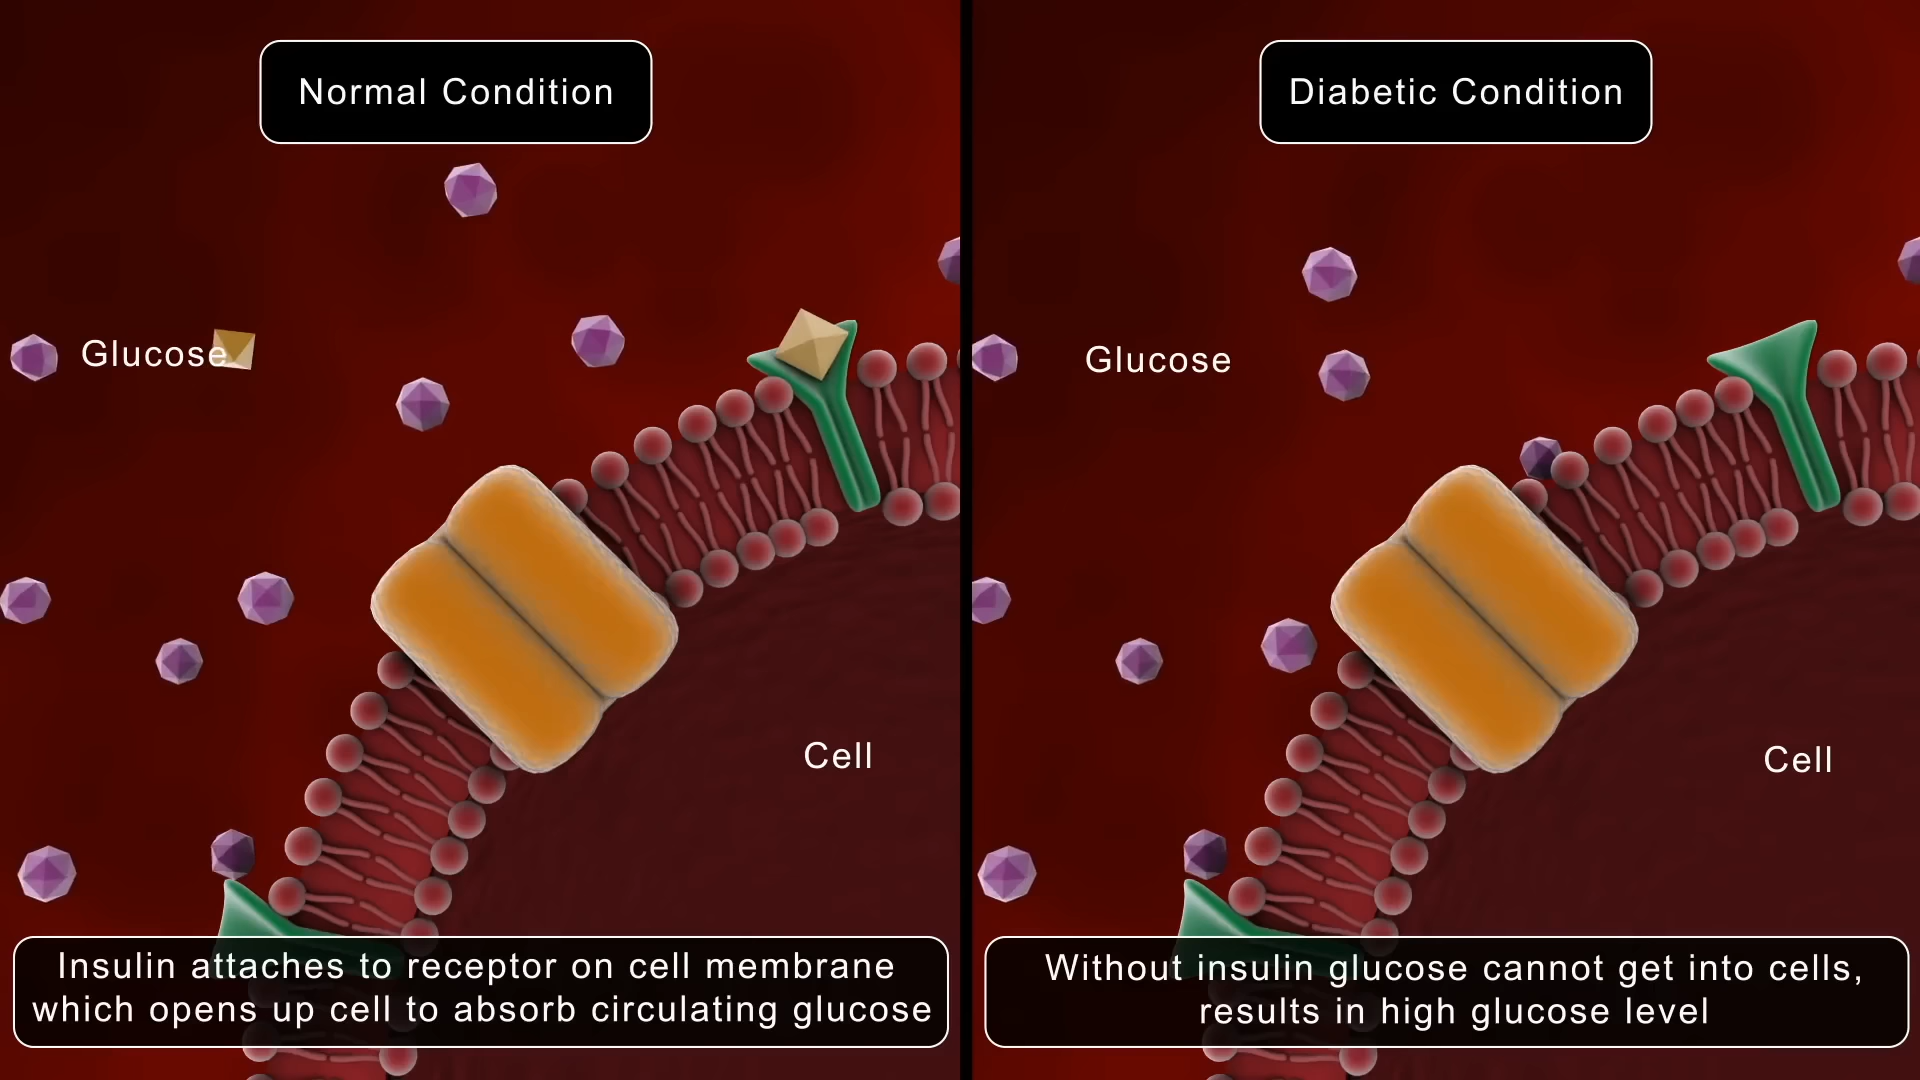 Normal Condition
Glucose
Cell
Insulin attaches to receptor on cell membrane
which opens up cell to absorb circulating glucose
Diabetic Condition
Glucose
Cell
Without insulin glucose cannot get into cells,
results in high glucose level